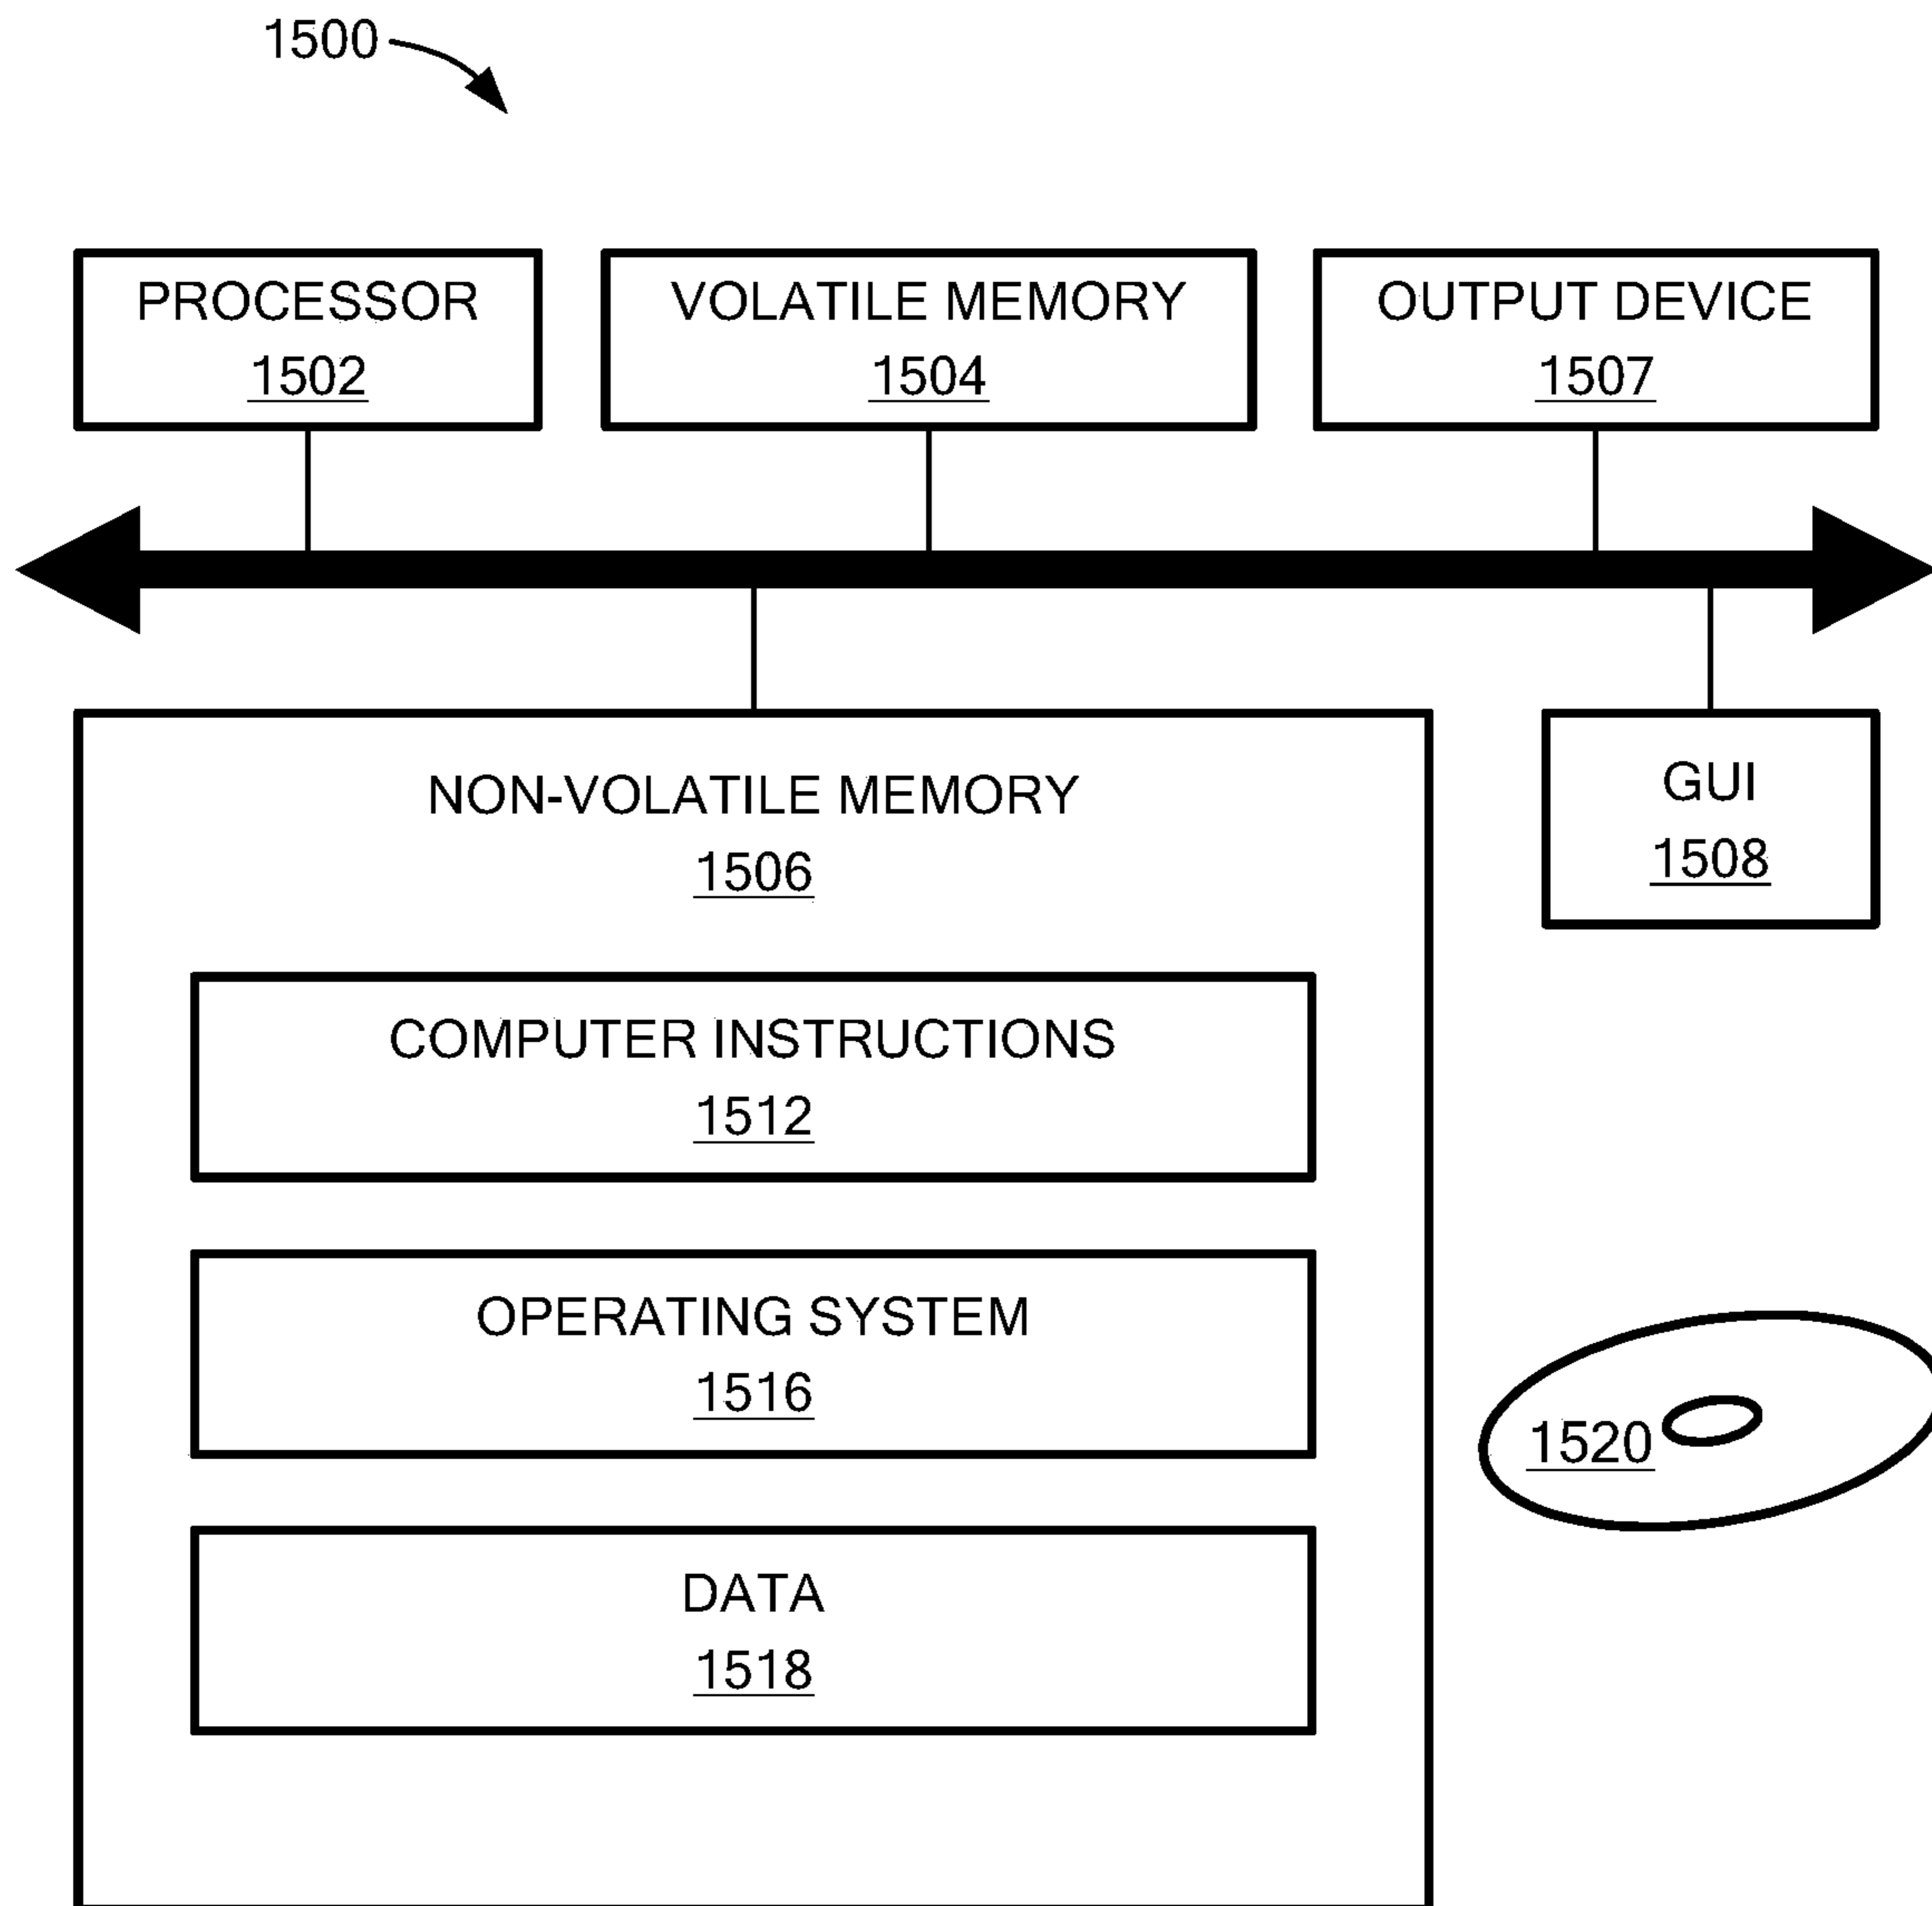 1500
PROCESSOR
1502
VOLATILE MEMORY
1504
OUTPUT DEVICE
1507
NON-VOLATILE MEMORY
1506
GUI
1508
COMPUTER INSTRUCTIONS
1512
OPERATING SYSTEM
1516
1520
DATA
1518